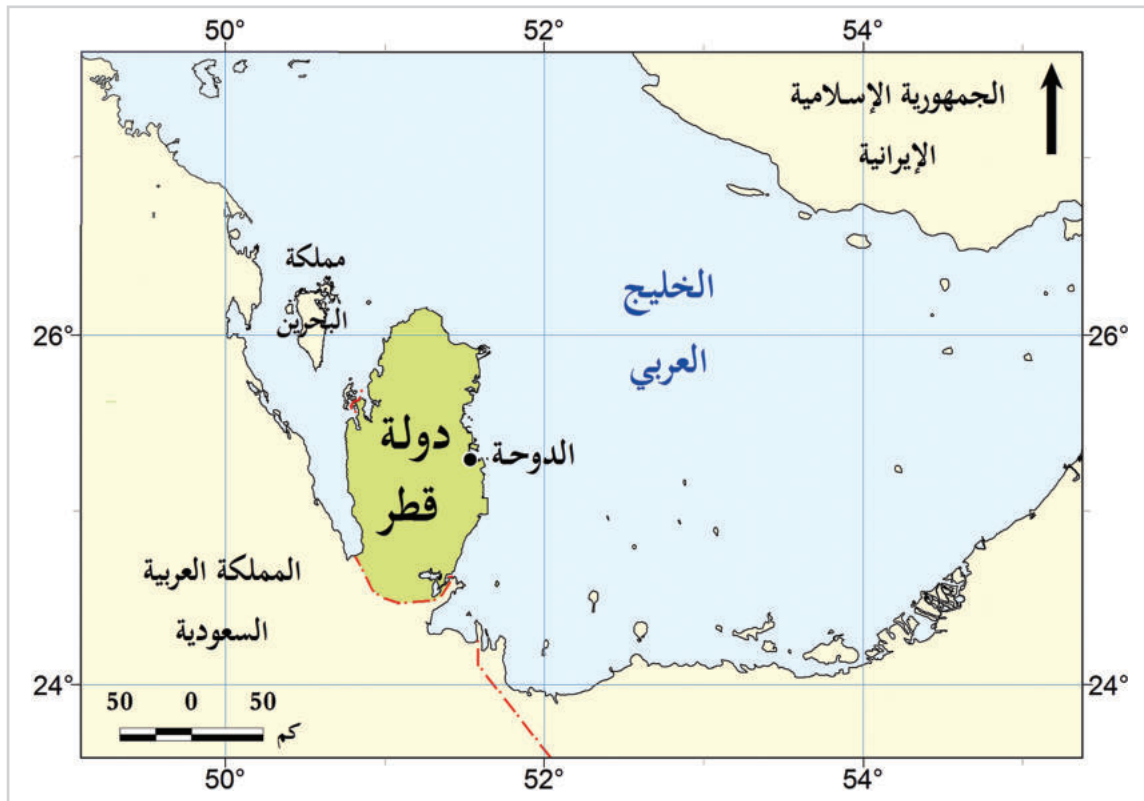 50° 52° 54°
الجمهورية الإسلامية
الإيرانية
مملكة
البحرين
الخليج
العربي
26° 26°
دولة
قطر
الدوحة
المملكة العربية
السعودية
24° 24°
50 0 50
كم
50° 52° 54°